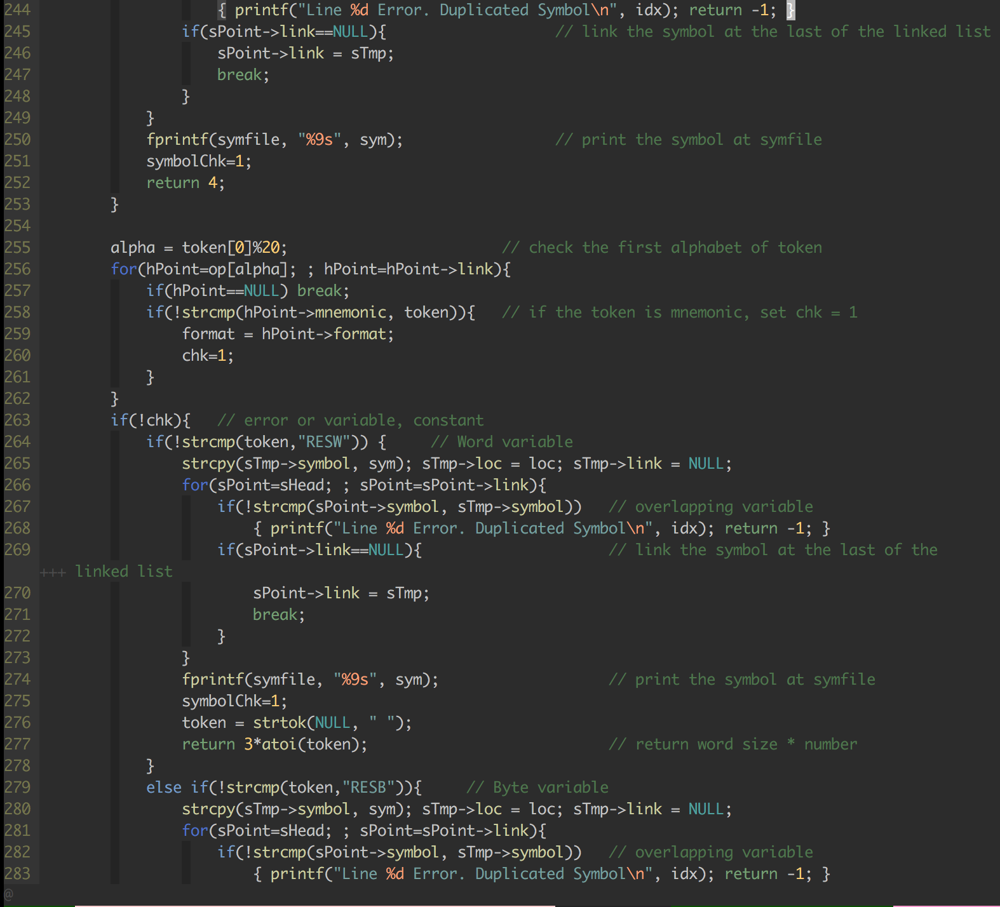 244                     { printf("Line %d Error. Duplicated Symbol\n", idx); return -1; }
245                 if(sPoint->link==NULL){                   // link the symbol at the last of the linked list
246                     sPoint->link = sTmp;
247                     break;
248                 }
249             }
250             fprintf(symfile, "%9s", sym);                 // print the symbol at symfile
251             symbolChk=1;
252             return 4;
253         }
254
255         alpha = token[0]%20;                        // check the first alphabet of token
256         for(hPoint=op[alpha]; ; hPoint=hPoint->link){
257             if(hPoint==NULL) break;
258             if(!strcmp(hPoint->mnemonic, token)){   // if the token is mnemonic, set chk = 1
259                 format = hPoint->format;
260                 chk=1;
261             }
262         }
263         if(!chk){   // error or variable, constant
264             if(!strcmp(token,"RESW")) {     // Word variable
265                 strcpy(sTmp->symbol, sym); sTmp->loc = loc; sTmp->link = NULL;
266                 for(sPoint=sHead; ; sPoint=sPoint->link){
267                     if(!strcmp(sPoint->symbol, sTmp->symbol))   // overlapping variable
268                         { printf("Line %d Error. Duplicated Symbol\n", idx); return -1; }
269                     if(sPoint->link==NULL){                     // link the symbol at the last of the
+++ linked list
270                         sPoint->link = sTmp;
271                         break;
272                     }
273                 }
274                 fprintf(symfile, "%9s", sym);                   // print the symbol at symfile
275                 symbolChk=1;
276                 token = strtok(NULL, " ");
277                 return 3*atoi(token);                           // return word size * number
278             }
279             else if(!strcmp(token,"RESB")){     // Byte variable
280                 strcpy(sTmp->symbol, sym); sTmp->loc = loc; sTmp->link = NULL;
281                 for(sPoint=sHead; ; sPoint=sPoint->link){
282                     if(!strcmp(sPoint->symbol, sTmp->symbol))   // overlapping variable
283                         { printf("Line %d Error. Duplicated Symbol\n", idx); return -1; }
@